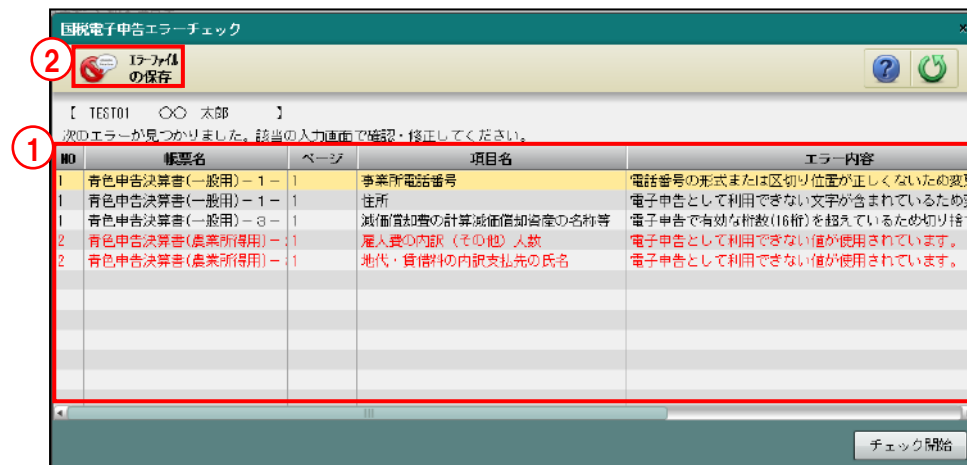 国税電子申告エラーチェック
×
2
エラーファイル
の保存
?
【 TEST01 ○○ 太郎 】
次のエラーが見つかりました。該当の入力画面で確認・修正してください。
1
NO 帳票名 ページ 項目名 エラー内容
1 青色申告決算書(一般用)-1- 1 事業所電話番号 電話番号の形式または区切り位置が正しくないため変更
1 青色申告決算書(一般用)-1- 1 住所 電子申告として利用できない文字が含まれているため
1 青色申告決算書(一般用)-3- 1 減価償却費の計算減価償却資産の名称等 電子申告で有効な桁数(16桁)を超えているため切り捨
2 青色申告決算書(農業所得用)- 1 雇人費の内訳(その他)人数 電子申告として利用できない値が使用されています。
2 青色申告決算書(農業所得用)- 1 地代・賃借料の内訳支払先の氏名 電子申告として利用できない値が使用されています。
チェック開始